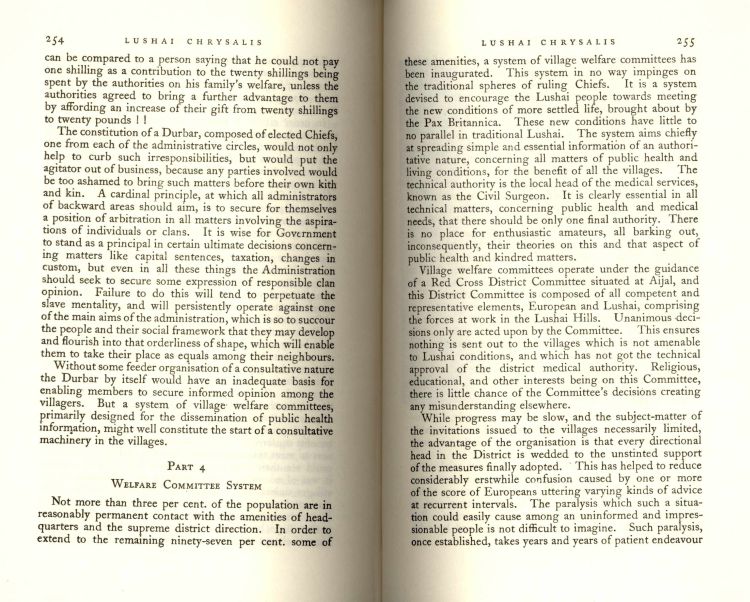 254 LUSHAI CHRYSALIS
can be compared to a person saying that he could not pay
one shilling as a contribution to the twenty shillings being
spent by the authorities on his family's welfare, unless the
authorities agreed to bring a further advantage to them
by affording an increase of their gift from twenty shillings
to twenty pounds ! !
The constitution of a Durbar, composed of elected Chiefs,
one from each of the administrative circles, would not only
help to curb such irresponsibilities, but would put the
agitator out of business, because any parties involved would
be too ashamed to bring such matters before their own kith
and kin. A cardinal principle, at which all administrators
of backward areas should aim, is to secure for themselves
a position of arbitration in all matters involving the aspira-
tions of individuals or clans. It is wise for Government
to stand as a principal in certain ultimate decisions concern-
ing matters like capital sentences, taxation, changes in
custom, but even in all these things the Administration
should seek to secure some expression of responsible clan
opinion. Failure to do this will tend to perpetuate the
slave mentality, and will persistently operate against one
of the main aims of the administration, which is so to succour
the people and their social framework that they may develop
and flourish into that orderliness of shape, which will enable
them to take their place as equals among their neighbours.
Without some feeder organisation of a consultative nature
the Durbar by itself would have an inadequate basis for
enabling members to secure informed opinion among the
villagers. But a system of village welfare committees,
primarily designed for the dissemination of public health
information, might well constitute the start of a consultative
machinery in the villages.
PART 4
WELFARE COMMITTEE SYSTEM
Not more than three per cent. of the population are in
reasonably permanent contact with the amenities of head-
quarters and the supreme district direction. In order to
extend to the remaining ninety-seven per cent. some of
LUSHAI CHRYSALIS 255
these amenities, a system of village welfare committees has
been inaugurated. This system in no way impinges on
the traditional spheres of ruling Chiefs. It is a system
devised to encourage the Lushai peoples towards meeting
the new conditions of more settled life, brought about by
the Pax Britannica. These new conditions have little to
no parallel in traditional Lushai. The system aims chiefly
at spreading simple and essential information of an authori-
tative nature, concerning all matters of public health and
living conditions, for the benefit of all the villages. The
technical authority is the local head of the medical services,
known as the Civil Surgeon. It is clearly essential in all
technical matters, concerning public health and medical
needs, that there should be only one final authority. There
is no place for enthusiastic amateurs, all barking out,
inconsequently, their theories on this and that aspect of
public health and kindred matters.
Village welfare committees operate under the guidance
of a Red Cross District Committee situated at Aijal, and
this District Committee is composed of all competent and
representative elements, European and Lushai, comprising
the forces at work in the Lushai Hills. Unanimous deci-
sions only are acted upon by the Committee. This ensures
nothing is sent out to the villages which is not amenable
to Lushai conditions, and which has not got the technical
approval of the district medical authority. Religious,
educational, and other interests being on this Committee,
there is little chance of the Committee's decisions creating
any misunderstanding elsewhere.
While progress may be slow, and the subject-matter of
the invitations issued to the villages necessarily limited,
the advantage of the organisation is that every directional
head in the District is wedded to the unstinted support
of the measures finally adopted. This has helped to reduce
considerably erstwhile confusion caused by one or more
of the score of Europeans uttering varying kinds of advice
at recurrent intervals. The paralysis which such a situa-
tion could easily cause among an uninformed and impres-
sionable people is not difficult to imagine. Such paralysis,
once established, takes years and years of patient endeavour